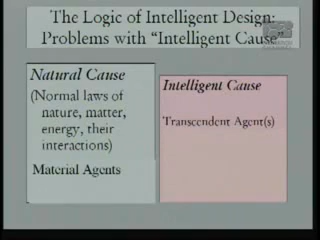 The Logic of Intelligent Design:
Problems with "Intelligent Cause"
Natural Cause
(Normal laws of
nature, matter,
energy, their
interactions)
Material Agents
Intelligent Cause
Transcendent Agent(s)